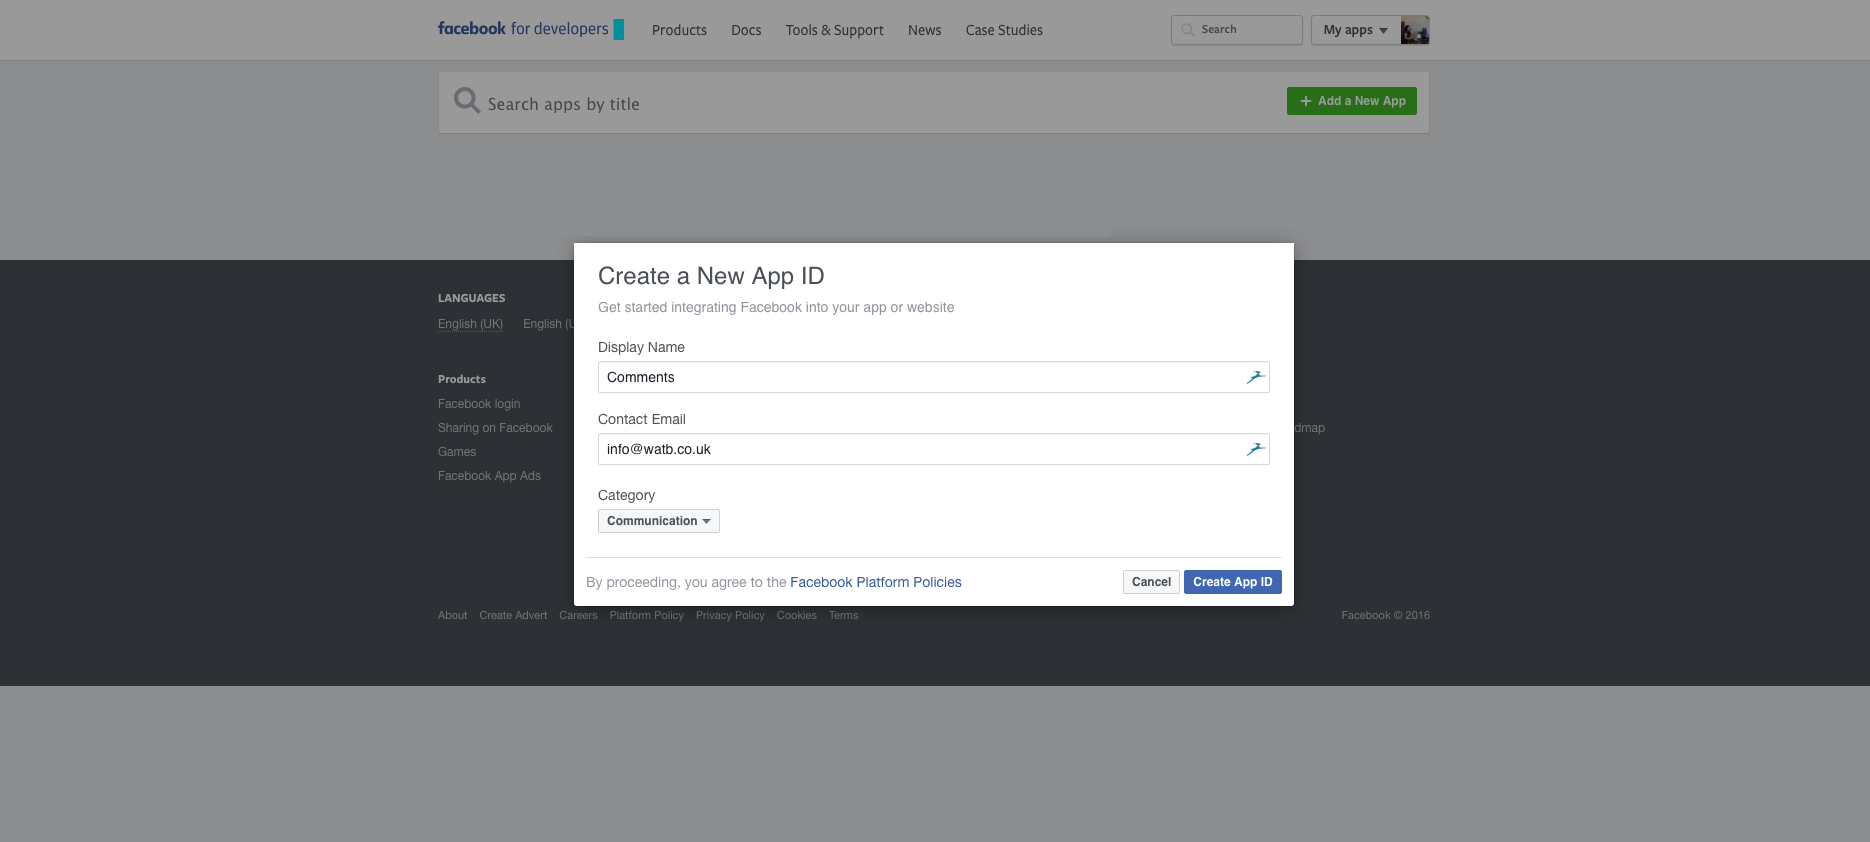 facebook for developers Products Docs Tools & Support News Case Studies Search My apps
Search apps by title + Add a New App
Create a New App ID
Get started integrating Facebook into your app or website
Display Name
Comments
Contact Email
info@watb.co.uk
Category
Communication
By proceeding, you agree to the Facebook Platform Policies Cancel Create App ID
LANGUAGES
English (UK) English (U
Products
Facebook login
Sharing on Facebook
dmap
Games
Facebook App Ads
About Create Advert Careers Platform Policy Privacy Policy Cookies Terms Facebook © 2016